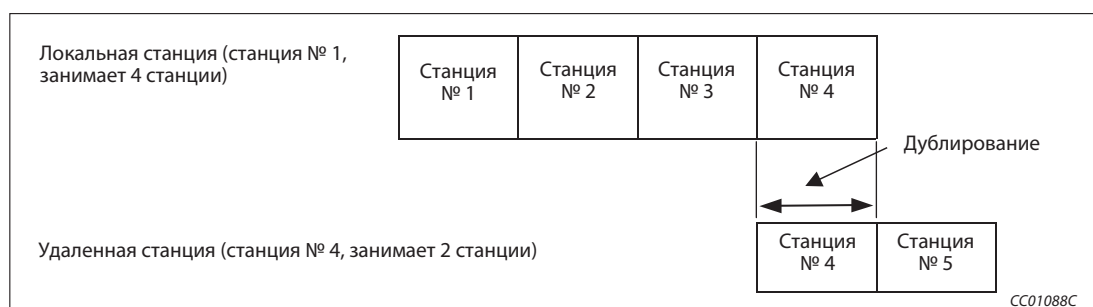 Локальная станция (станция № 1,
занимает 4 станции)
Станция
№ 1
Станция
№ 2
Станция
№ 3
Станция
№ 4
Дублирование
Удаленная станция (станция № 4, занимает 2 станции)
Станция
№ 4
Станция
№ 5
CC01088C